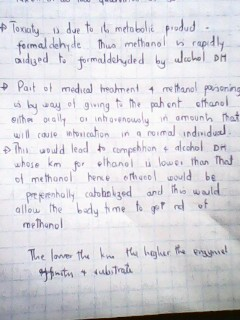 → Toxicity is due to its metabolic product -
formaldehyde thus methanol is rapidly
oxidized to formaldehyded by alcohol DH
→ Part of medical treatment of methanol poisoning
is by way of giving to the patient ethanol
either orally or intravenously in amounts that
will cause intoxication in a normal individual.
→ This would lead to competition of alcohol DH
whose km for ethanol is lower than that
of methanol hence ethanol would be
preferentially catabolized and this would
allow the body time to get rid of
methanol
The lower the km the higher the enzyme
affinity of substrate